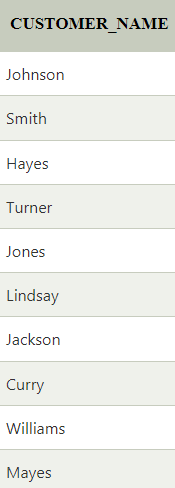 CUSTOMER_NAME
Johnson
Smith
Hayes
Turner
Jones
Lindsay
Jackson
Curry
Williams
Mayes